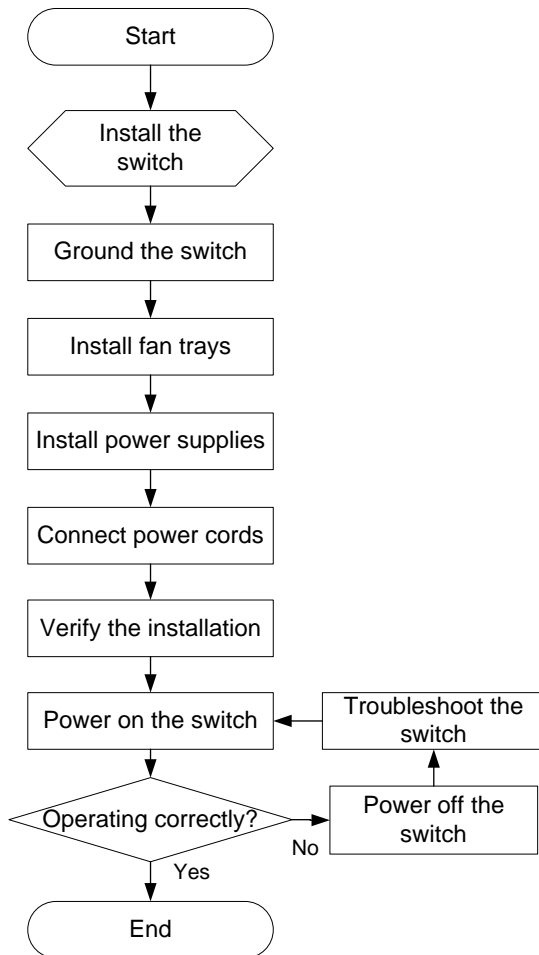 Start
Install the
switch
Ground the switch
Install fan trays
Install power supplies
Connect power cords
Verify the installation
Power on the switch
Troubleshoot the
switch
Operating correctly?
No
Power off the
switch
Yes
End